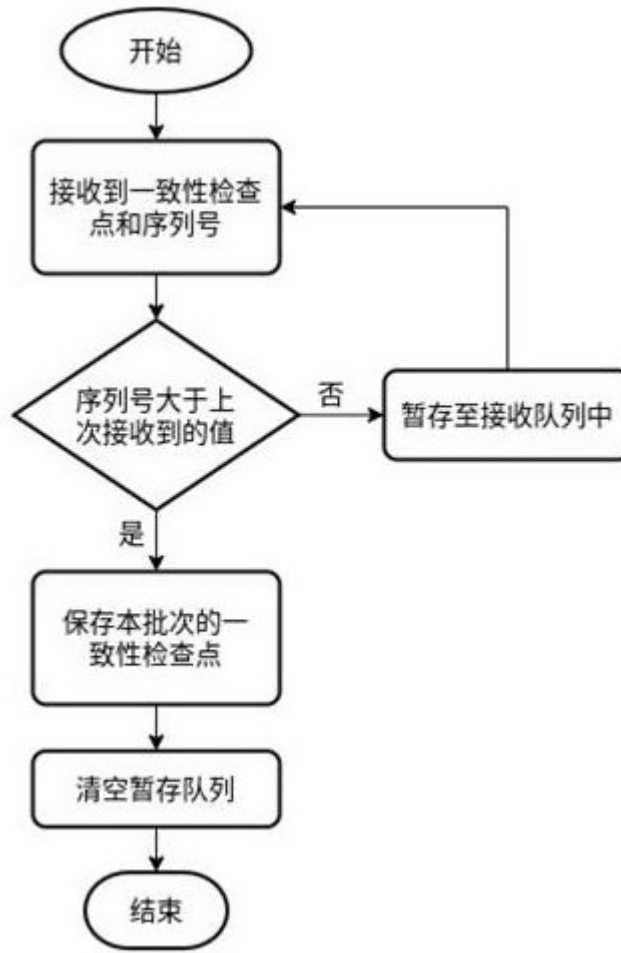 开始
接收到一致性检查
点和序列号
序列号大于上
次接收到的值
否
暂存至接收队列中
是
保存本批次的一
致性检查点
清空暂存队列
结束